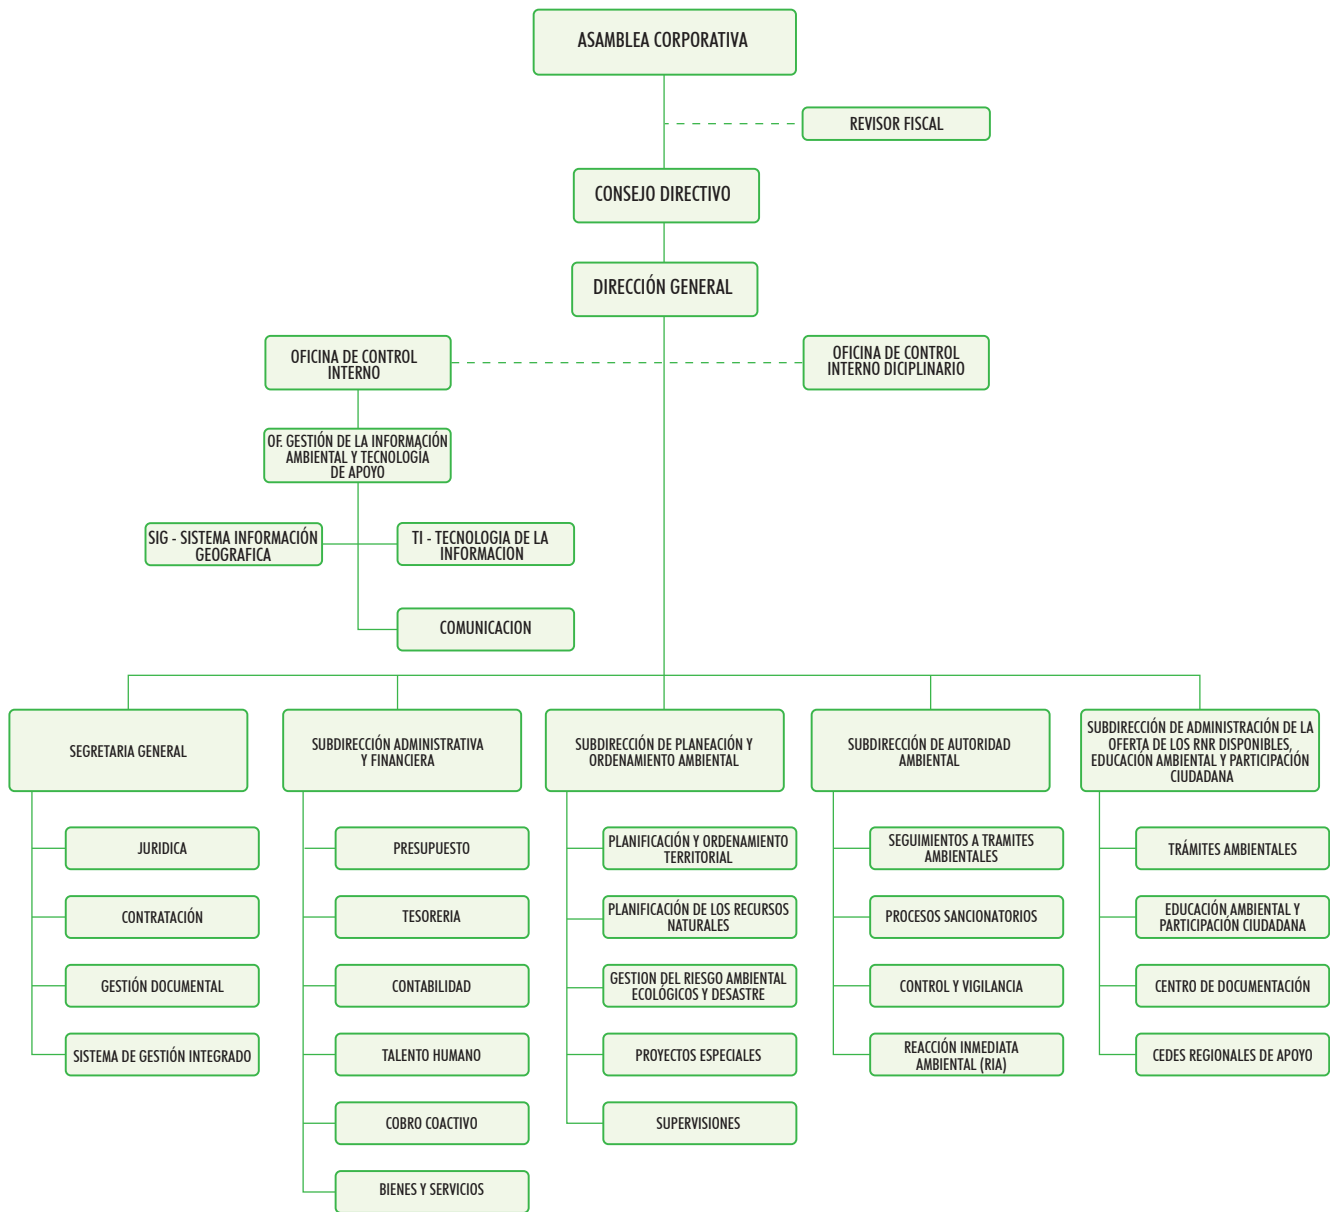 ASAMBLEA CORPORATIVA
REVISOR FISCAL
CONSEJO DIRECTIVO
DIRECCIÓN GENERAL
OFICINA DE CONTROL
INTERNO
OFICINA DE CONTROL
INTERNO DICIPLINARIO
OF. GESTIÓN DE LA INFORMACIÓN
AMBIENTAL Y TECNOLOGÍA
DE APOYO
SIG - SISTEMA INFORMACIÓN
GEOGRAFICA
TI - TECNOLOGIA DE LA
INFORMACION
COMUNICACION
SEGRETARIA GENERAL
JURIDICA
CONTRATACIÓN
GESTIÓN DOCUMENTAL
SISTEMA DE GESTIÓN INTEGRADO
SUBDIRECCIÓN ADMINISTRATIVA
Y FINANCIERA
PRESUPUESTO
TESORERIA
CONTABILIDAD
TALENTO HUMANO
COBRO COACTIVO
BIENES Y SERVICIOS
SUBDIRECCIÓN DE PLANEACIÓN Y
ORDENAMIENTO AMBIENTAL
PLANIFICACIÓN Y ORDENAMIENTO
TERRITORIAL
PLANIFICACIÓN DE LOS RECURSOS
NATURALES
GESTION DEL RIESGO AMBIENTAL
ECOLÓGICOS Y DESASTRE
PROYECTOS ESPECIALES
SUPERVISIONES
SUBDIRECCIÓN DE AUTORIDAD
AMBIENTAL
SEGUIMIENTOS A TRAMITES
AMBIENTALES
PROCESOS SANCIONATORIOS
CONTROL Y VIGILANCIA
REACCIÓN INMEDIATA
AMBIENTAL (RIA)
SUBDIRECCIÓN DE ADMINISTRACIÓN DE LA
OFERTA DE LOS RNR DISPONIBLES,
EDUCACIÓN AMBIENTAL Y PARTICIPACIÓN
CIUDADANA
TRÁMITES AMBIENTALES
EDUCACIÓN AMBIENTAL Y
PARTICIPACIÓN CIUDADANA
CENTRO DE DOCUMENTACIÓN
CEDES REGIONALES DE APOYO